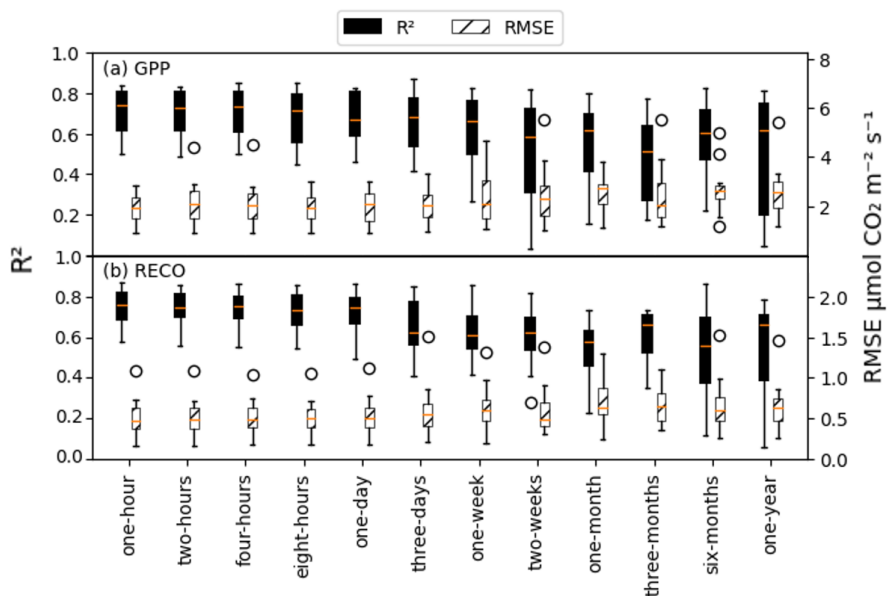 R² RMSE
(a) GPP
1.0
0.8
0.6
0.4
0.2
8
6
4
2
(b) RECO
1.0
0.8
0.6
0.4
0.2
0.0
2.0
1.5
1.0
0.5
0.0
R²
RMSE μmol CO₂ m⁻² s⁻¹
one-hour
two-hours
four-hours
eight-hours
one-day
three-days
one-week
two-weeks
one-month
three-months
six-months
one-year